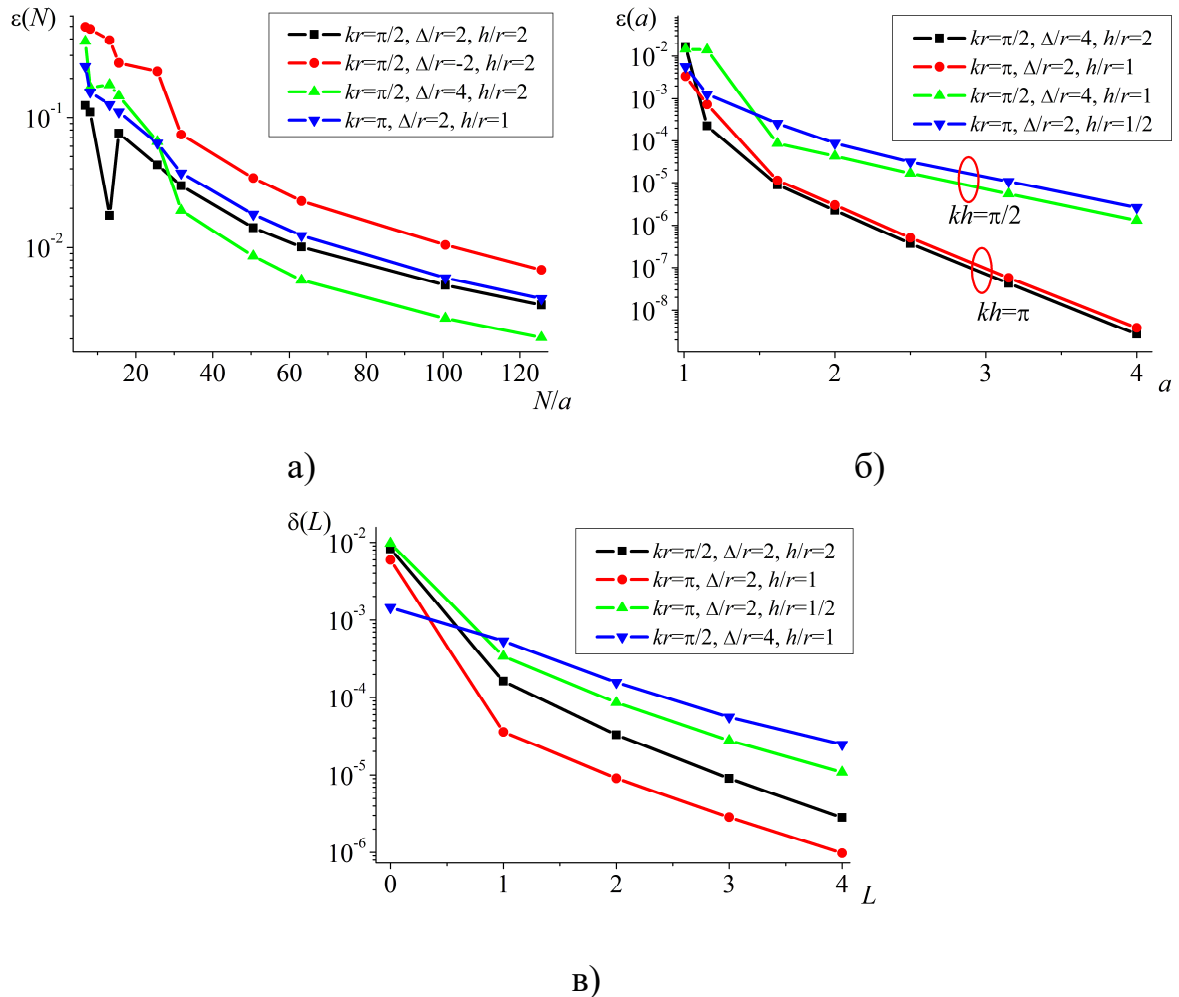 ε(N)
kr=π/2, Δ/r=2, h/r=2
kr=π/2, Δ/r=-2, h/r=2
kr=π/2, Δ/r=4, h/r=2
kr=π, Δ/r=2, h/r=1
10⁻¹
10⁻²
20 40 60 80 100 120
N/a
а)
ε(a)
kr=π/2, Δ/r=4, h/r=2
kr=π, Δ/r=2, h/r=1
kr=π/2, Δ/r=4, h/r=1
kr=π, Δ/r=2, h/r=1/2
10⁻²
10⁻³
10⁻⁴
10⁻⁵
10⁻⁶
10⁻⁷
10⁻⁸
kh=π/2
kh=π
1 2 3 4 a
б)
δ(L)
kr=π/2, Δ/r=2, h/r=2
kr=π, Δ/r=2, h/r=1
kr=π, Δ/r=2, h/r=1/2
kr=π/2, Δ/r=4, h/r=1
10⁻²
10⁻³
10⁻⁴
10⁻⁵
10⁻⁶
0 1 2 3 4 L
в)